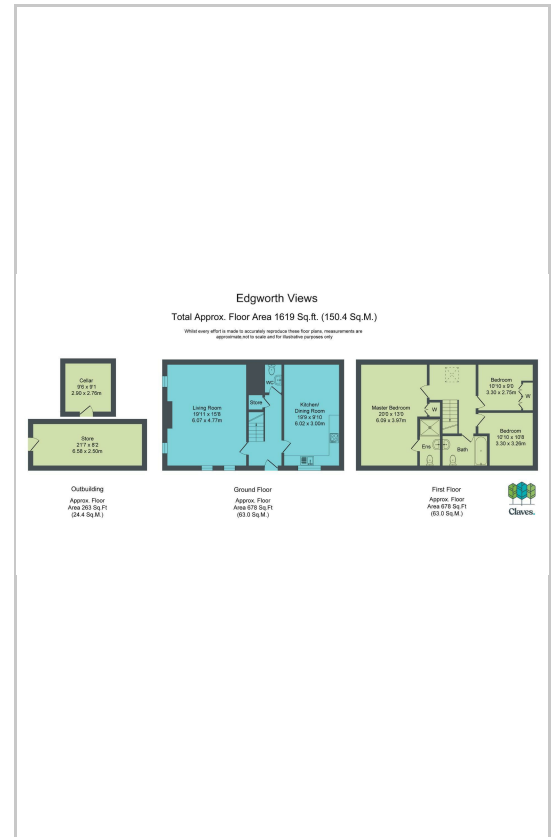 Edgworth Views
Total Approx. Floor Area 1619 Sq.ft. (150.4 S.M.)
Whilst every effort is made to accurately reproduce these floor plans, measurements are
approximate,not to scale and for illustrative purposes only
Cellar
9'6 x 9'1
2.90 x 2.76m
Store
21'7 x 8'2
6.58 x 2.50m
Living Room
19'11 x 15'8
6.07 x 4.77m
Store
WC
Kitchen/
Dining Room
19'9 x 9'10
6.02 x 3.00m
Master Bedroom
20'0 x 13'0
6.09 x 3.97m
W
Ens
Bath
Bedroom
10'10 x 9'0
3.30 x 2.75m
W
Bedroom
10'10 x 10'8
3.30 x 3.26m
Outbuilding
Approx. Floor
Area 263 Sq.Ft
(24.4 Sq.M.)
Ground Floor
Approx. Floor
Area 678 Sq.Ft
(63.0 Sq.M.)
First Floor
Approx. Floor
Area 678 Sq.Ft
(63.0 Sq.M.)
Claves.